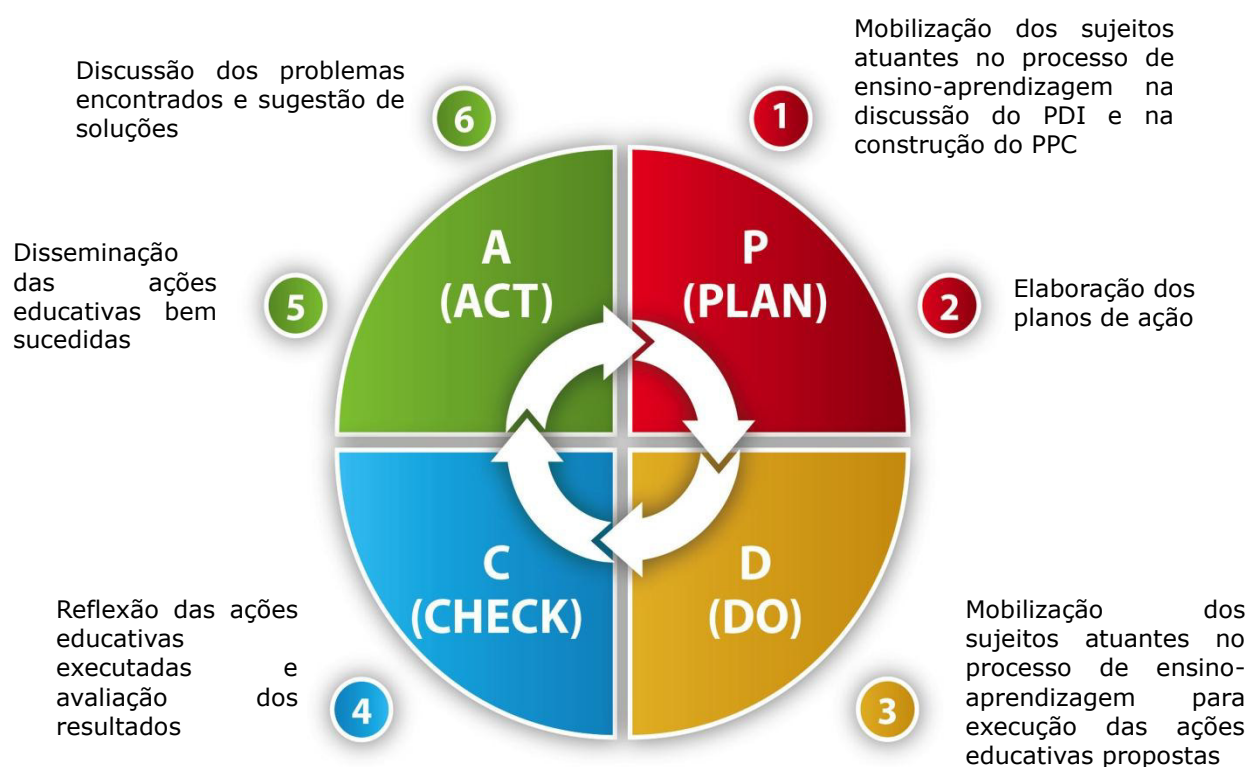 Mobilização dos sujeitos
atuantes no processo de
ensino-aprendizagem na
discussão do PDI e na
construção do PPC
1
Discussão dos problemas
encontrados e sugestão de
soluções
6
A
(ACT)
P
(PLAN)
Disseminação
das ações
educativas bem
sucedidas
5
2
Elaboração dos
planos de ação
C
(CHECK)
D
(DO)
Reflexão das ações
educativas
executadas e
avaliação dos
resultados
4
3
Mobilização dos
sujeitos atuantes no
processo de ensino-
aprendizagem para
execução das ações
educativas propostas